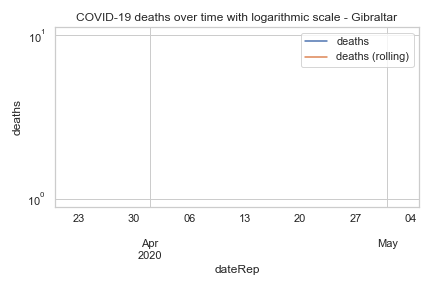 COVID-19 deaths over time with logarithmic scale - Gibraltar
deaths
deaths (rolling)
10¹
deaths
10⁰
23 30 06 13 20 27 04
Apr May
2020
dateRep